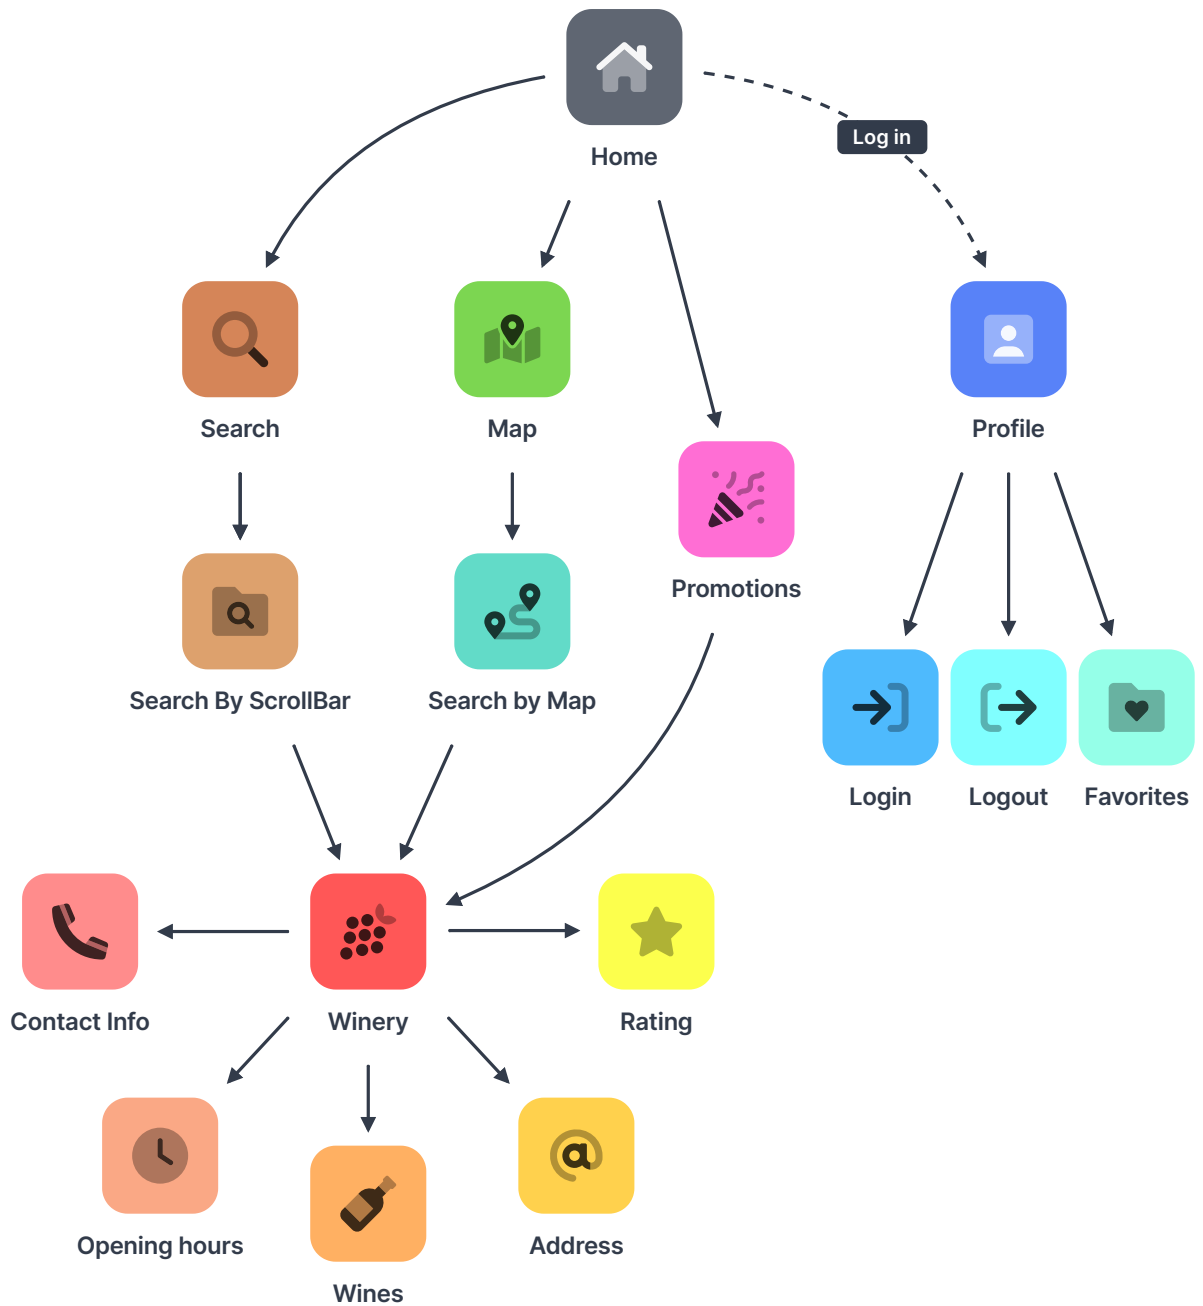 Home
Log in
Search
Map
Profile
Promotions
Search By ScrollBar
Search by Map
Login
Logout
Favorites
Contact Info
Winery
Rating
Opening hours
Address
Wines